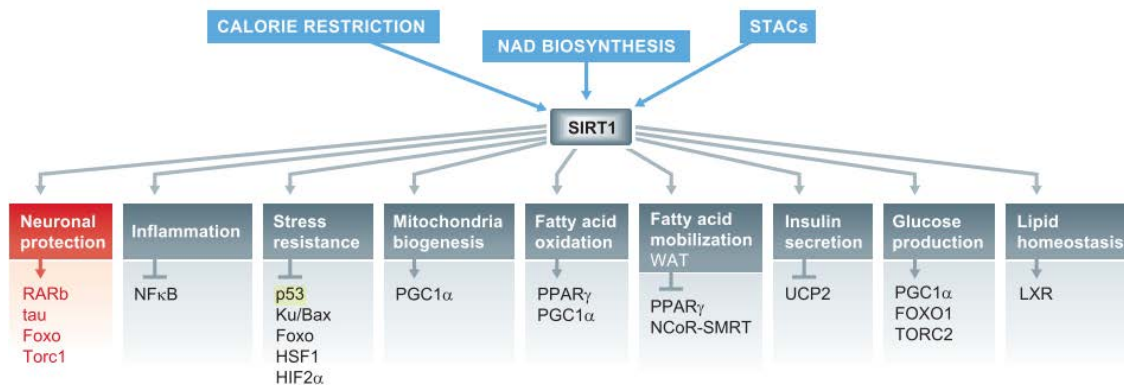 CALORIE RESTRICTION
NAD BIOSYNTHESIS
STACs
SIRT1
Neuronal
protection
RARb
tau
Foxo
Torc1
Inflammation
NFκB
Stress
resistance
p53
Ku/Bax
Foxo
HSF1
HIF2α
Mitochondria
biogenesis
PGC1α
Fatty acid
oxidation
PPARγ
PGC1α
Fatty acid
mobilization
WAT
PPARγ
NCoR-SMRT
Insulin
secretion
UCP2
Glucose
production
PGC1α
FOXO1
TORC2
Lipid
homeostasis
LXR